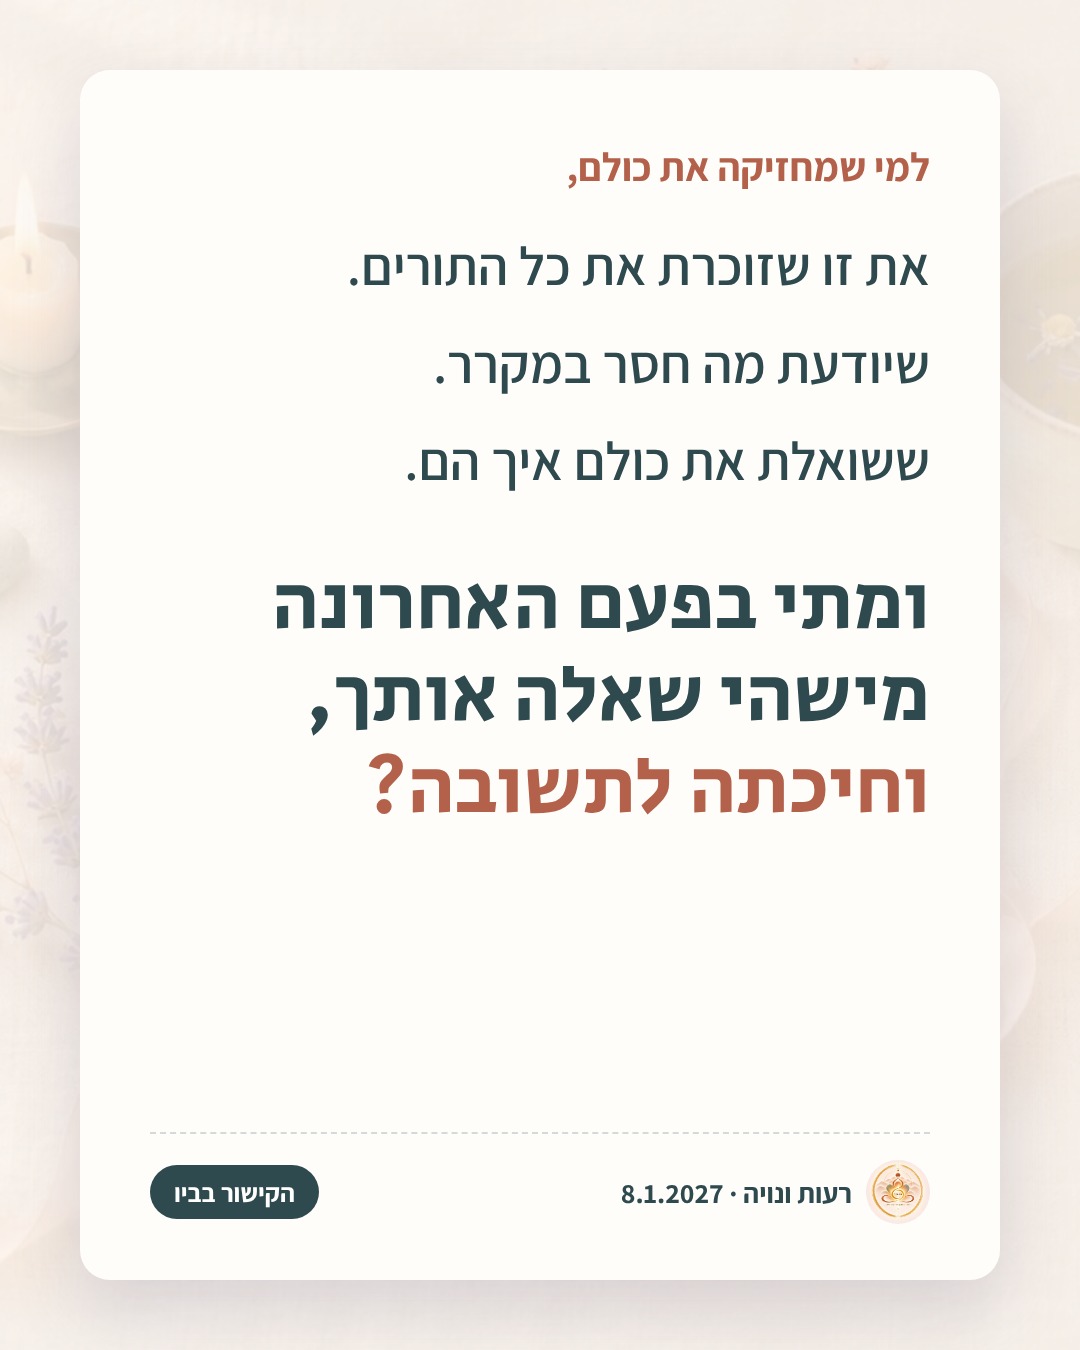 למי שמחזיקה את כולם,
את זו שזוכרת את כל התורים.
שיודעת מה חסר במקרר.
ששואלת את כולם איך הם.
ומתי בפעם האחרונה
מישהי שאלה אותך,
וחיכתה לתשובה?
רעות ונויה · 8.1.2027
הקישור בביו